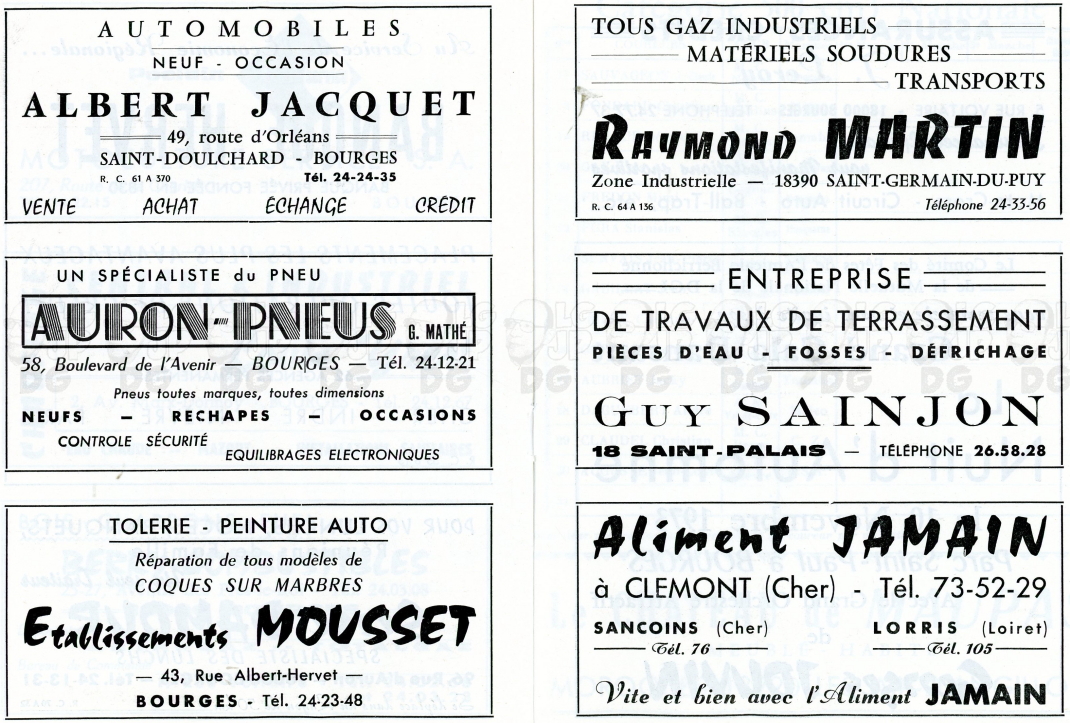 AUTOMOBILES
NEUF - OCCASION
ALBERT JACQUET
49, route d'Orléans
SAINT-DOULCHARD - BOURGES
R. C. 61 A 370 Tél. 24-24-35
VENTE ACHAT ÉCHANGE CRÉDIT
UN SPÉCIALISTE du PNEU
AURON-PNEUS G. MATHÉ
58, Boulevard de l'Avenir — BOURGES — Tél. 24-12-21
Pneus toutes marques, toutes dimensions
NEUFS — RECHAPES — OCCASIONS
CONTROLE SÉCURITÉ
EQUILIBRAGES ELECTRONIQUES
TOLERIE - PEINTURE AUTO
Réparation de tous modèles de
COQUES SUR MARBRES
Etablissements MOUSSET
— 43, Rue Albert-Hervet —
BOURGES - Tél. 24-23-48
TOUS GAZ INDUSTRIELS
MATÉRIELS SOUDURES
TRANSPORTS
RAYMOND MARTIN
Zone Industrielle — 18390 SAINT-GERMAIN-DU-PUY
R. C. 64 A 136 Téléphone 24-33-56
ENTREPRISE
DE TRAVAUX DE TERRASSEMENT
PIÈCES D'EAU - FOSSES - DÉFRICHAGE
GUY SAINJON
18 SAINT-PALAIS — TÉLÉPHONE 26.58.28
Aliment JAMAIN
à CLEMONT (Cher) - Tél. 73-52-29
SANCOINS (Cher) LORRIS (Loiret)
Tél. 76 Tél. 105
Vite et bien avec l'Aliment JAMAIN